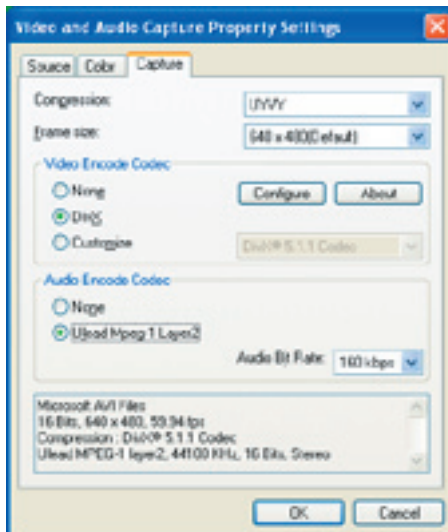 Video and Audio Capture Property Settings
Source Color Capture
Compression: UYVY
Frame size: 640 x 480(Default)
Video Encode Codec
None Configure About
DivX
Customize DivX® 5.1.1 Codec
Audio Encode Codec
None
Ulead Mpeg 1 Layer2
Audio Bit Rate: 160 kbps
Microsoft AVI Files
16 Bits, 640 x 480, 59.94 fps
Compression : DivX® 5.1.1 Codec
Ulead MPEG-1 layer2, 44100 KHz, 16 Bits, Stereo
OK Cancel